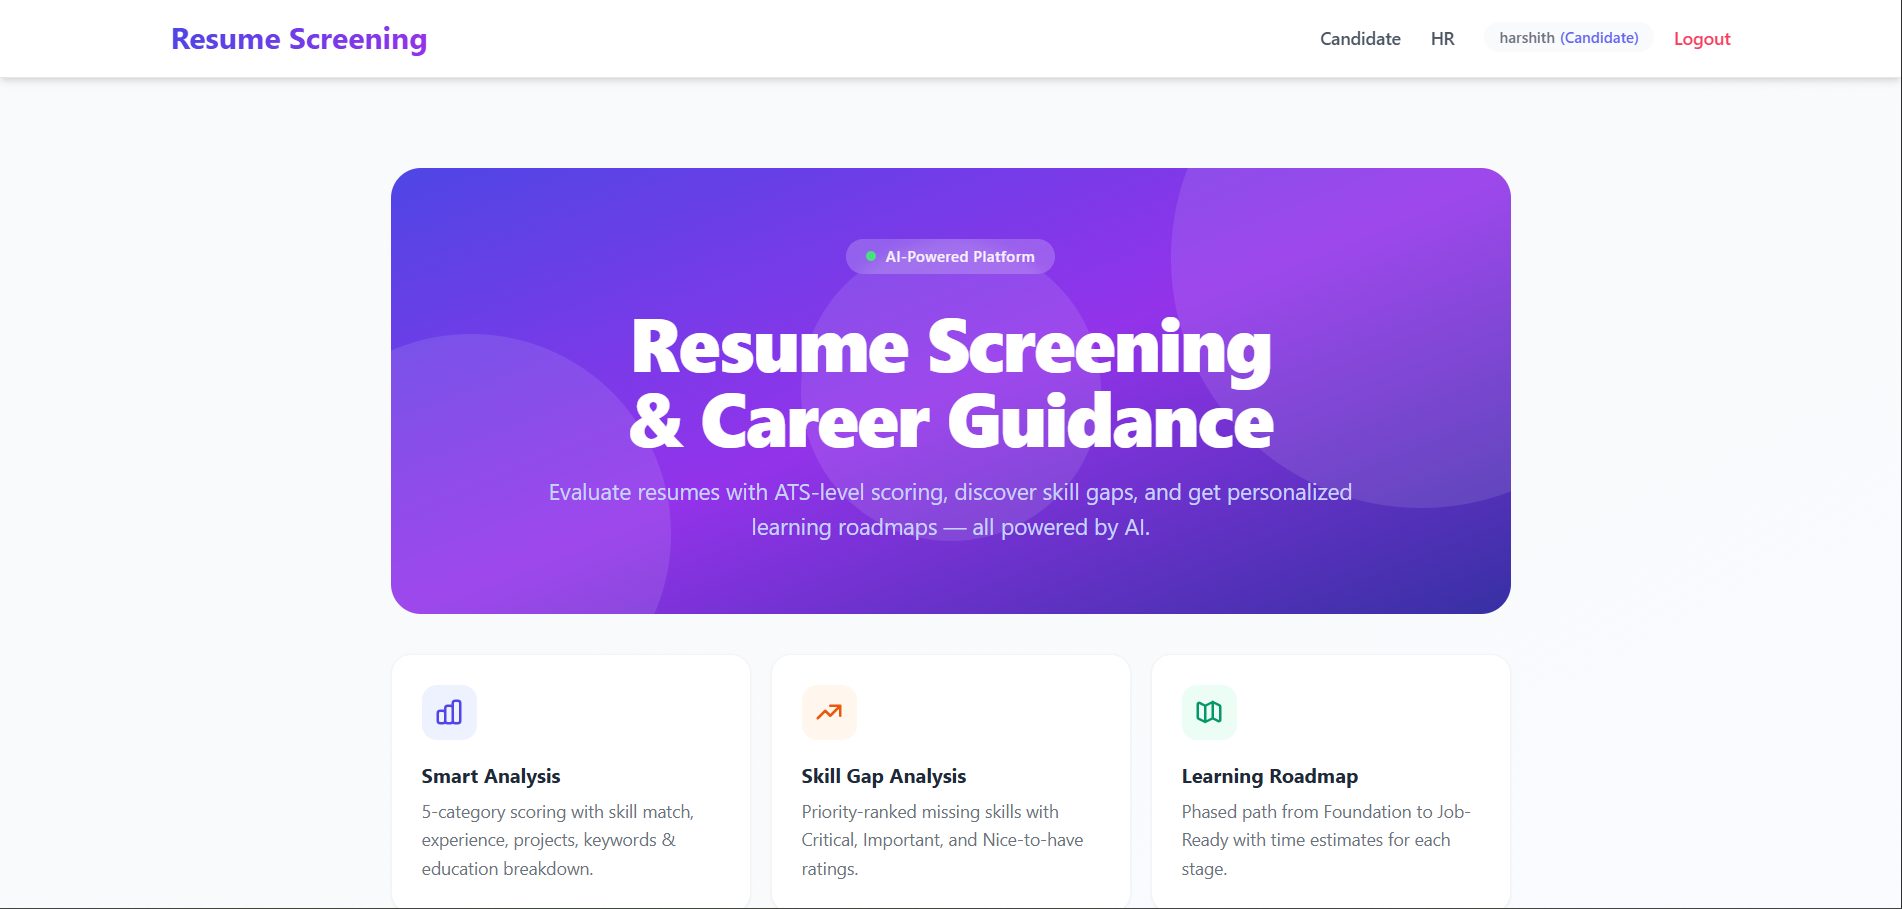 Resume Screening
Candidate HR harshith (Candidate) Logout
AI-Powered Platform
Resume Screening
& Career Guidance
Evaluate resumes with ATS-level scoring, discover skill gaps, and get personalized
learning roadmaps — all powered by AI.
Smart Analysis
5-category scoring with skill match,
experience, projects, keywords &
education breakdown.
Skill Gap Analysis
Priority-ranked missing skills with
Critical, Important, and Nice-to-have
ratings.
Learning Roadmap
Phased path from Foundation to Job-
Ready with time estimates for each
stage.